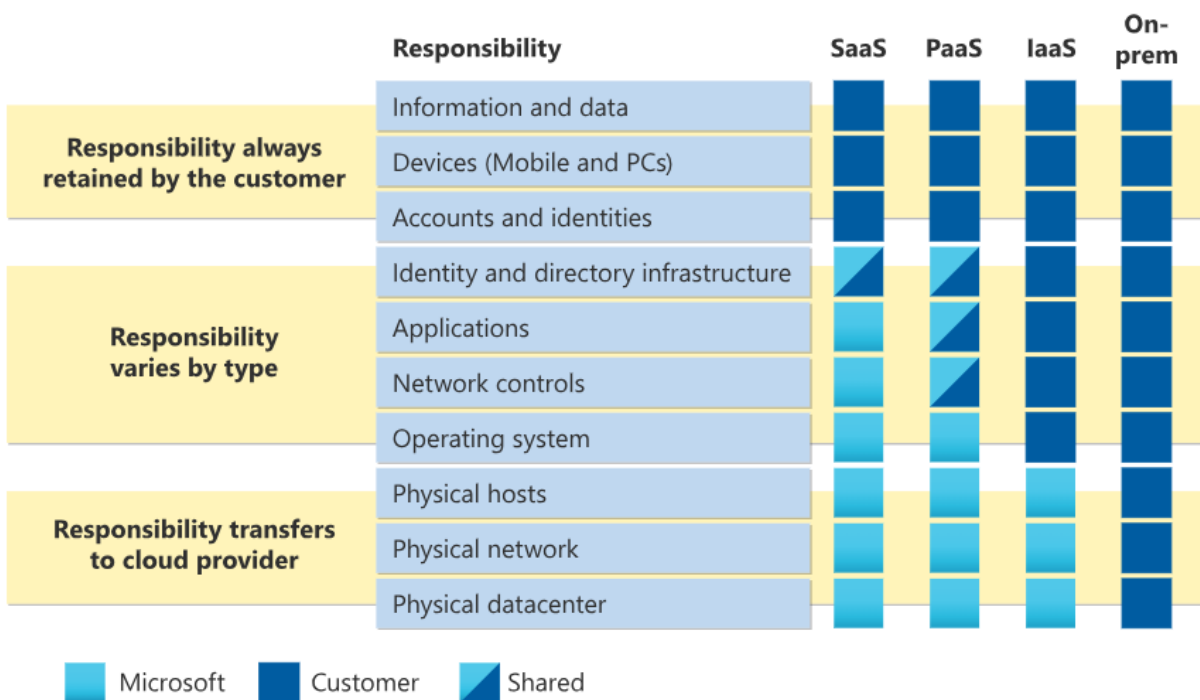 Responsibility
SaaS
PaaS
IaaS
On-
prem
Information and data
Devices (Mobile and PCs)
Accounts and identities
Responsibility always
retained by the customer
Identity and directory infrastructure
Applications
Network controls
Operating system
Responsibility
varies by type
Physical hosts
Physical network
Physical datacenter
Responsibility transfers
to cloud provider
Microsoft
Customer
Shared